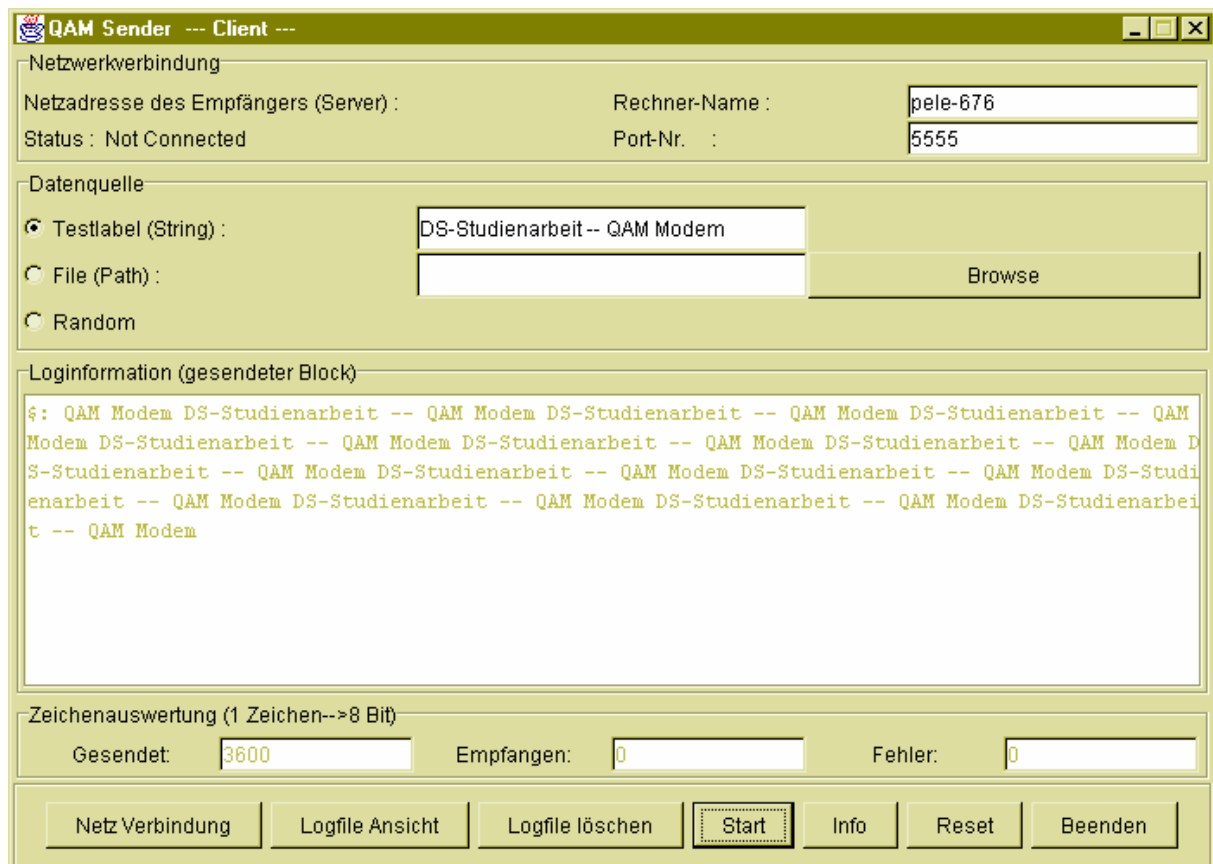 QAM Sender --- Client ---
Netzwerkverbindung
Netzadresse des Empfängers (Server) : Rechner-Name : pele-676
Status : Not Connected Port-Nr. : 5555
Datenquelle
Testlabel (String) : DS-Studienarbeit -- QAM Modem
File (Path) : Browse
Random
Loginformation (gesendeter Block)
$: QAM Modem DS-Studienarbeit -- QAM Modem DS-Studienarbeit -- QAM Modem DS-Studienarbeit -- QAM
Modem DS-Studienarbeit -- QAM Modem DS-Studienarbeit -- QAM Modem DS-Studienarbeit -- QAM Modem D
S-Studienarbeit -- QAM Modem DS-Studienarbeit -- QAM Modem DS-Studienarbeit -- QAM Modem DS-Studi
enarbeit -- QAM Modem DS-Studienarbeit -- QAM Modem DS-Studienarbeit -- QAM Modem DS-Studienarbei
t -- QAM Modem
Zeichenauswertung (1 Zeichen-->8 Bit)
Gesendet: 3600 Empfangen: 0 Fehler: 0
Netz Verbindung Logfile Ansicht Logfile löschen Start Info Reset Beenden